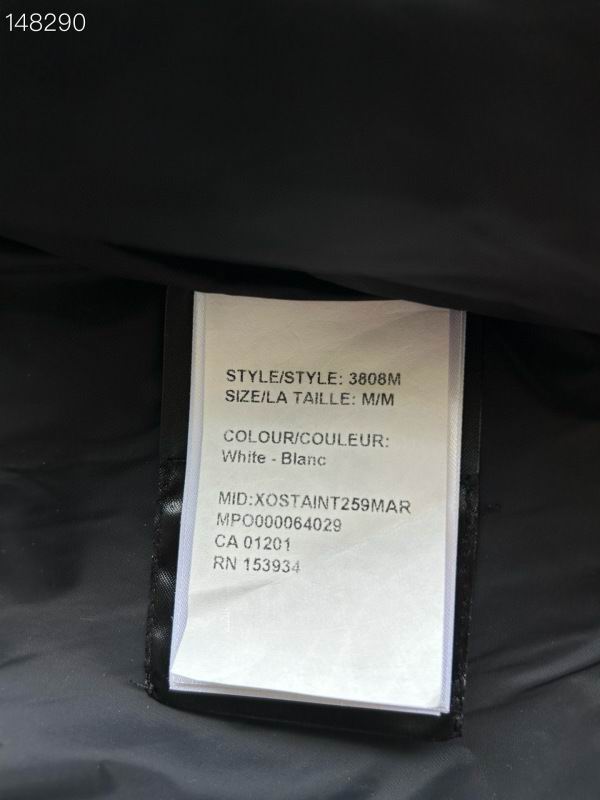 148290
STYLE/STYLE: 3808M
SIZE/LA TAILLE: M/M
COLOUR/COULEUR:
White - Blanc
MID:XOSTAINT259MAR
MPO000064029
CA 01201
RN 153934